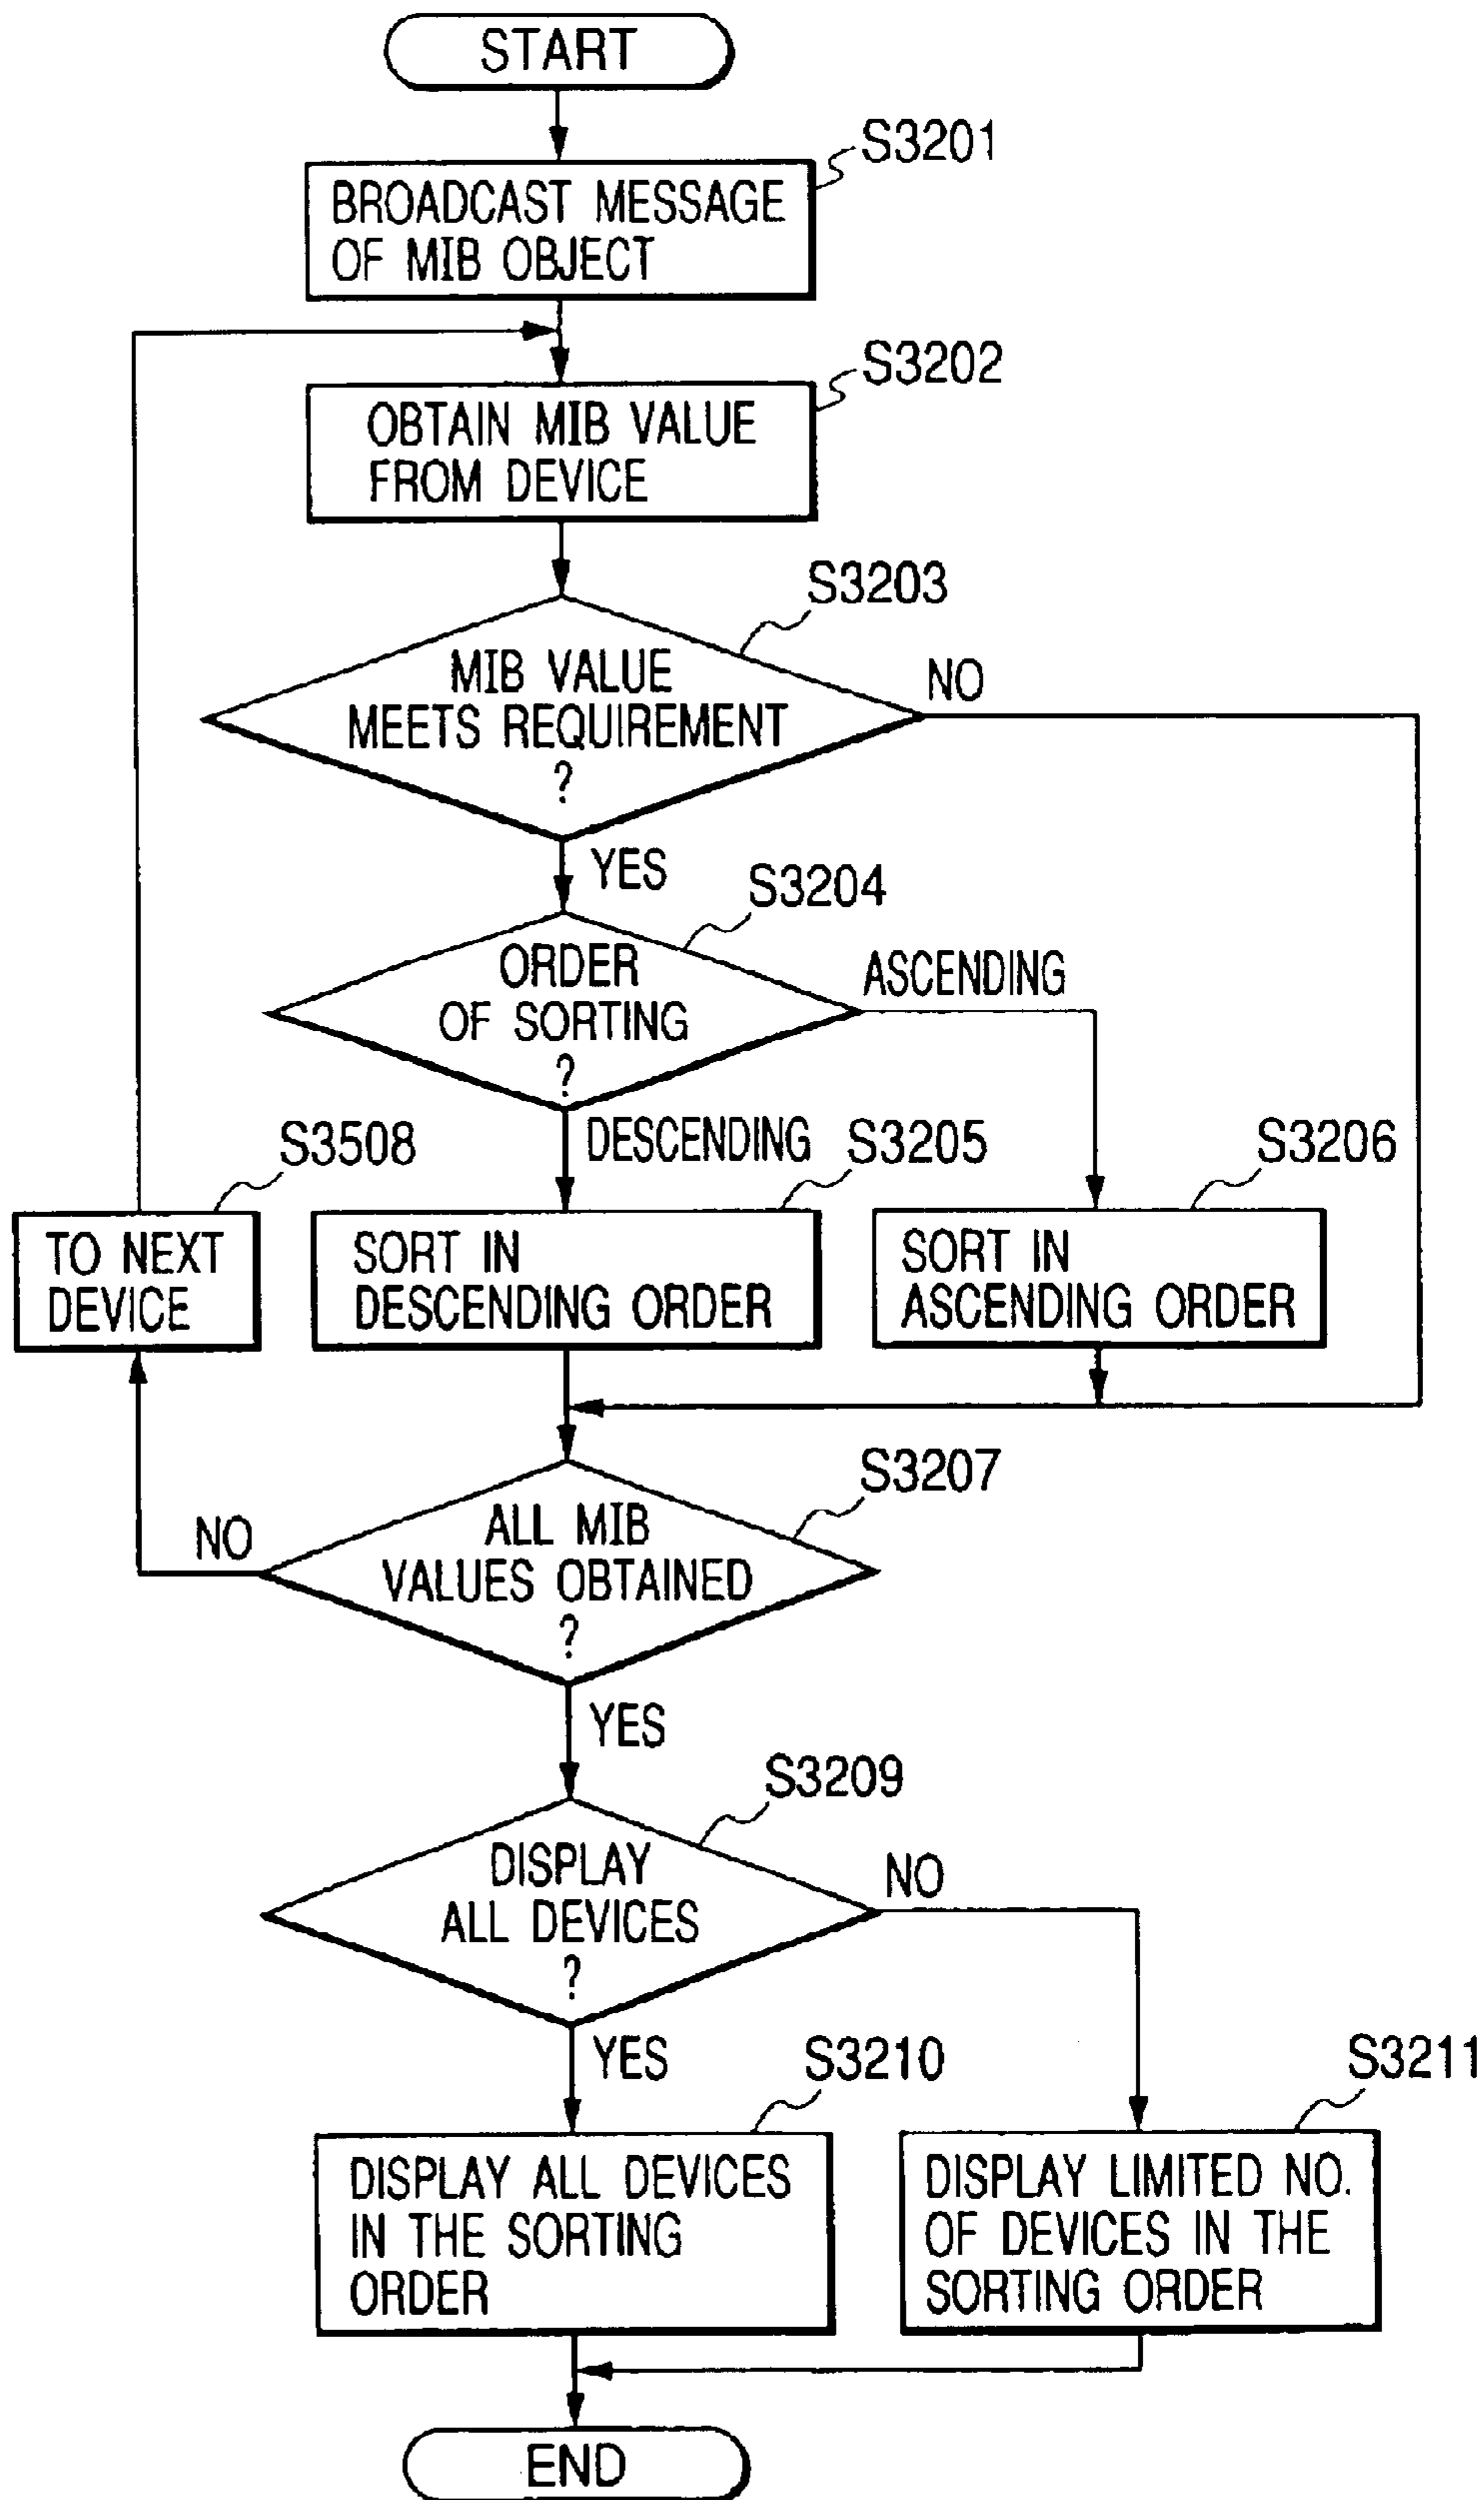 START
S3201
BROADCAST MESSAGE
OF MIB OBJECT
S3202
OBTAIN MIB VALUE
FROM DEVICE
S3203
MIB VALUE
MEETS REQUIREMENT
?
NO
YES
S3204
ORDER
OF SORTING
?
ASCENDING
DESCENDING
S3508
S3205
S3206
TO NEXT
DEVICE
SORT IN
DESCENDING ORDER
SORT IN
ASCENDING ORDER
S3207
ALL MIB
VALUES OBTAINED
?
NO
YES
S3209
DISPLAY
ALL DEVICES
?
NO
YES
S3210
S3211
DISPLAY ALL DEVICES
IN THE SORTING
ORDER
DISPLAY LIMITED NO.
OF DEVICES IN THE
SORTING ORDER
END